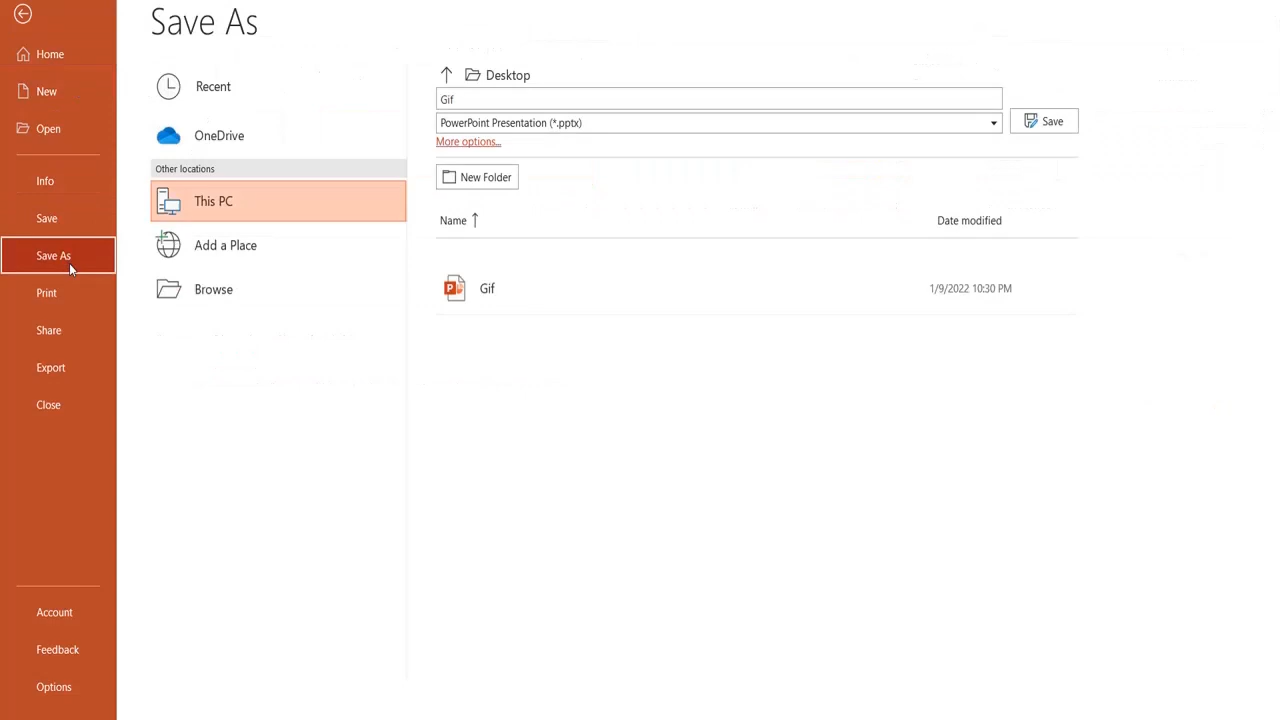 Save As
Home
New
Open
Info
Save
Save As
Print
Share
Export
Close
Account
Feedback
Options
Recent
OneDrive
Other locations
This PC
Add a Place
Browse
Desktop
Gif
PowerPoint Presentation (*.pptx)
Save
More options...
New Folder
Name Date modified
P
Gif 1/9/2022 10:30 PM